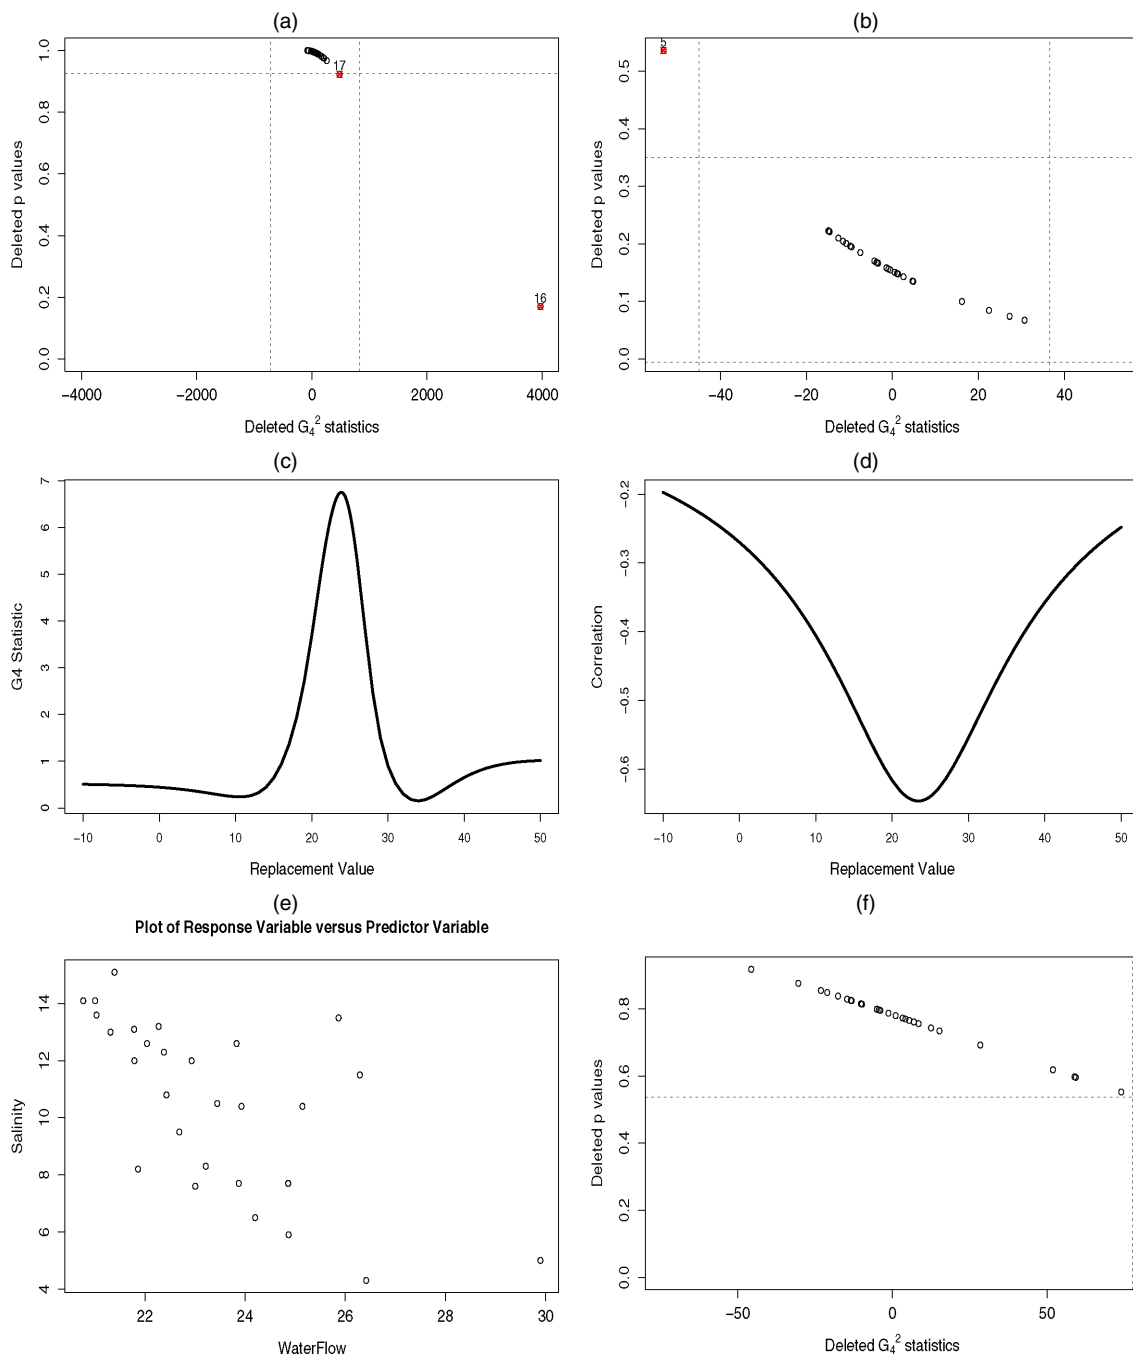 (a)
1.0
0.8
0.6
0.4
0.2
0.0
Deleted p values
17
16
−4000 −2000 0 2000 4000
Deleted G₄² statistics
(b)
0.5
0.4
0.3
0.2
0.1
0.0
Deleted p values
5
−40 −20 0 20 40
Deleted G₄² statistics
(c)
7
6
5
4
3
2
1
0
G4 Statistic
−10 0 10 20 30 40 50
Replacement Value
(d)
−0.2
−0.3
−0.4
−0.5
−0.6
Correlation
−10 0 10 20 30 40 50
Replacement Value
(e)
Plot of Response Variable versus Predictor Variable
14
12
10
8
6
4
Salinity
22 24 26 28 30
WaterFlow
(f)
0.8
0.6
0.4
0.2
0.0
Deleted p values
−50 0 50
Deleted G₄² statistics